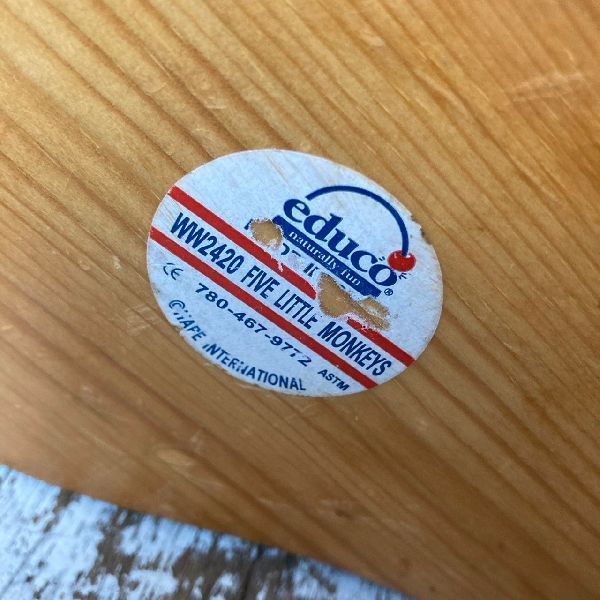 educo®
naturally fun
WW2420 FIVE LITTLE MONKEYS
CE 780-467-9772 ASTM
©HAPE INTERNATIONAL